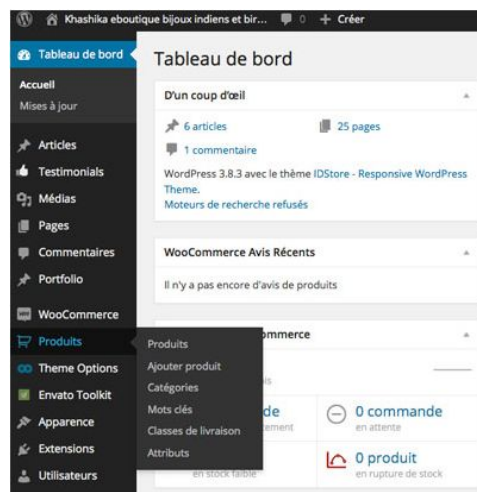 Khashika eboutique bijoux indiens et bir... 0 + Créer
Tableau de bord
Accueil
Mises à jour
Articles
Testimonials
Médias
Pages
Commentaires
Portfolio
WooCommerce
Produits
Theme Options
Envato Toolkit
Apparence
Extensions
Utilisateurs
Produits
Ajouter produit
Catégories
Mots clés
Classes de livraison
Attributs
Tableau de bord
D'un coup d'œil
6 articles
25 pages
1 commentaire
WordPress 3.8.3 avec le thème IDStore - Responsive WordPress
Theme.
Moteurs de recherche refusés
WooCommerce Avis Récents
Il n'y a pas encore d'avis de produits
de
0 commande
en attente
0 produit
en stock faible
en rupture de stock